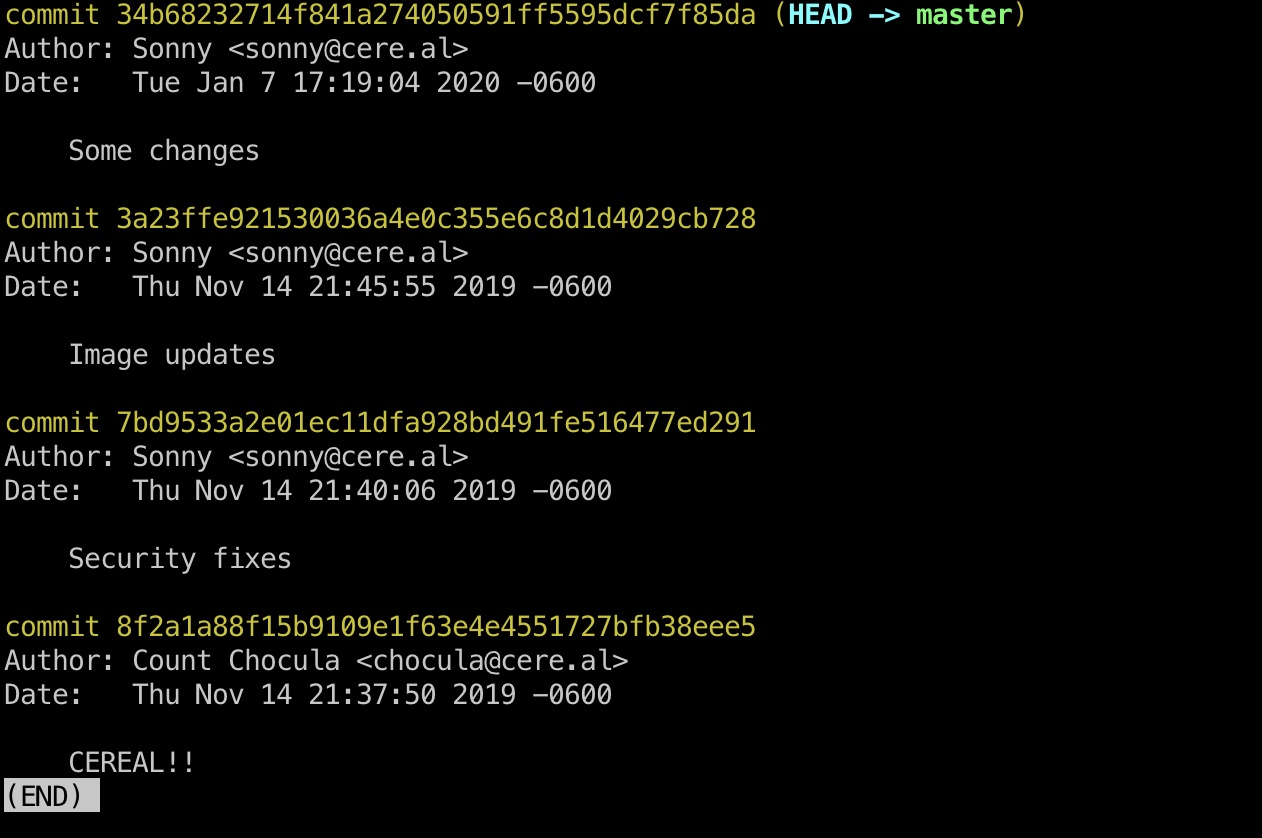 commit 34b68232714f841a274050591ff5595dcf7f85da (HEAD -> master)
Author: Sonny <sonny@cere.al>
Date:   Tue Jan 7 17:19:04 2020 -0600
    Some changes
commit 3a23ffe921530036a4e0c355e6c8d1d4029cb728
Author: Sonny <sonny@cere.al>
Date:   Thu Nov 14 21:45:55 2019 -0600
    Image updates
commit 7bd9533a2e01ec11dfa928bd491fe516477ed291
Author: Sonny <sonny@cere.al>
Date:   Thu Nov 14 21:40:06 2019 -0600
    Security fixes
commit 8f2a1a88f15b9109e1f63e4e4551727bfb38eee5
Author: Count Chocula <chocula@cere.al>
Date:   Thu Nov 14 21:37:50 2019 -0600
    CEREAL!!
(END)